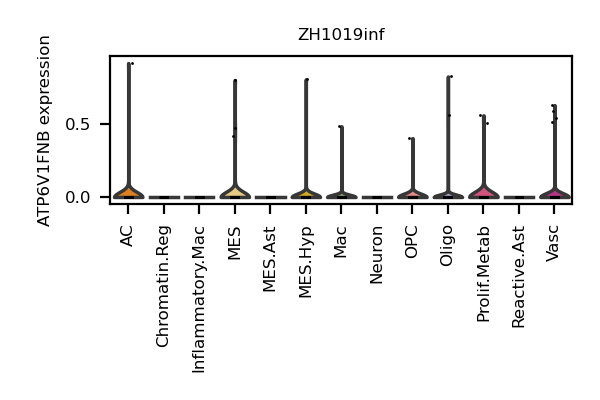 ZH1019inf
ATP6V1FNB expression
0.5
0.0
AC
Chromatin.Reg
Inflammatory.Mac
MES
MES.Ast
MES.Hyp
Mac
Neuron
OPC
Oligo
Prolif.Metab
Reactive.Ast
Vasc